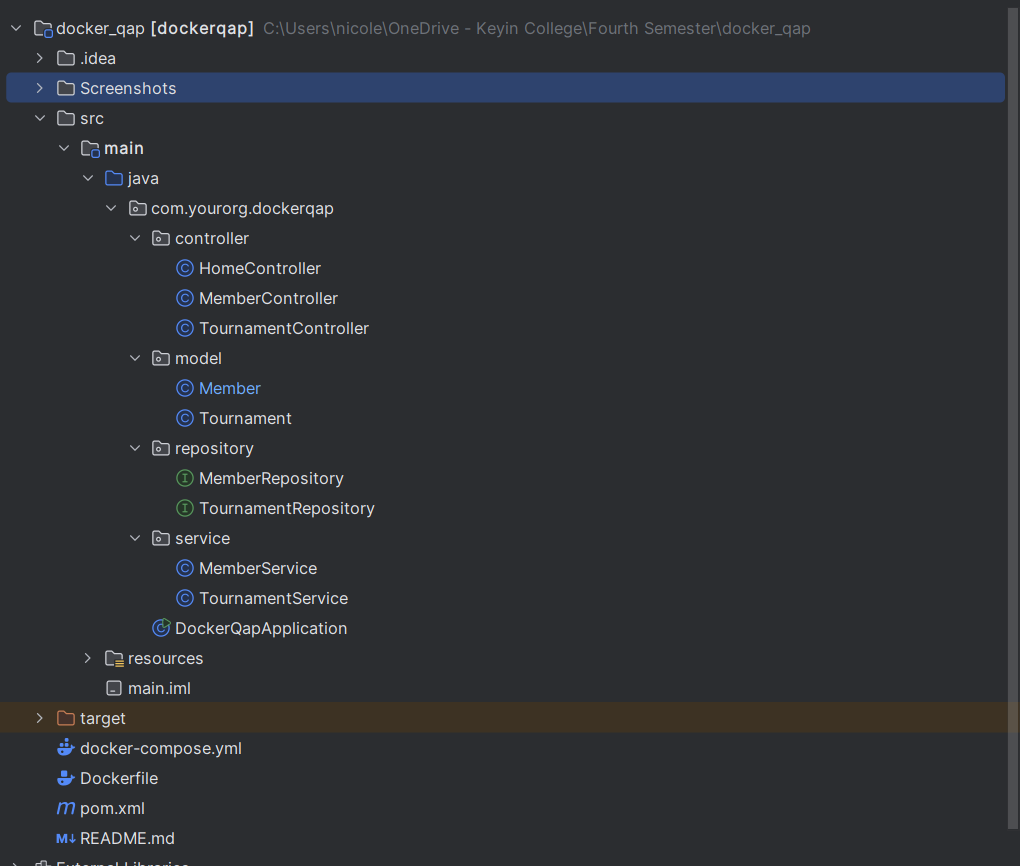 docker_qap [dockerqap] C:\Users\nicole\OneDrive - Keyin College\Fourth Semester\docker_qap
.idea
Screenshots
src
main
java
com.yourorg.dockerqap
controller
HomeController
MemberController
TournamentController
model
Member
Tournament
repository
MemberRepository
TournamentRepository
service
MemberService
TournamentService
DockerQapApplication
resources
main.iml
target
docker-compose.yml
Dockerfile
pom.xml
README.md
External Libraries